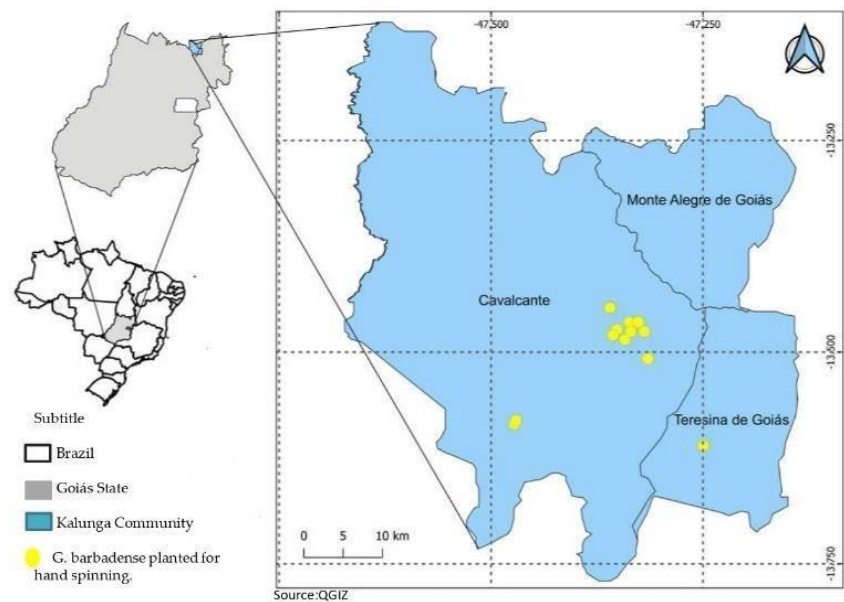 -47.500
-47.250
-13.250
Monte Alegre de Goiás
Cavalcante
-13.500
Teresina de Goiás
Subtitle
Brazil
Goiás State
Kalunga Community
G. barbadense planted for
hand spinning.
0 5 10 km
-13.750
Source:QGIZ